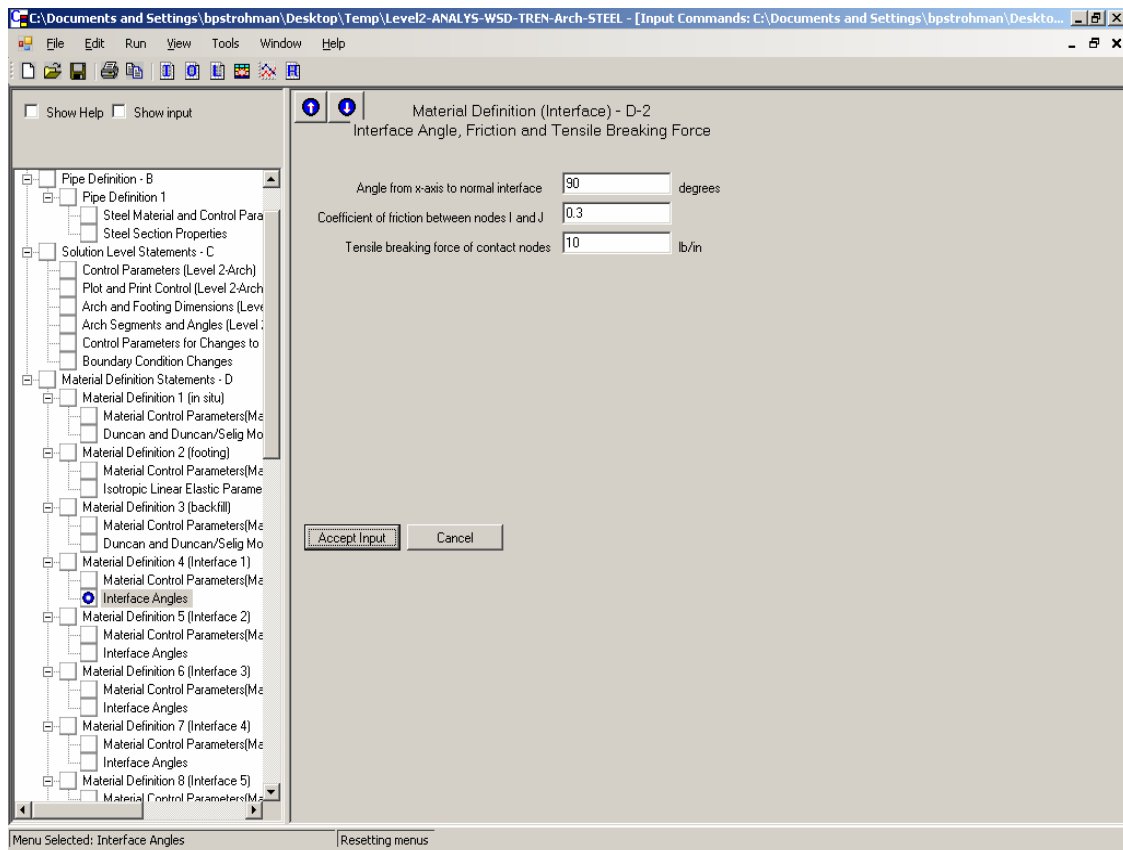 C:\Documents and Settings\bpstrohman\Desktop\Temp\Level2-ANALYS-WSD-TREN-Arch-STEEL - [Input Commands: C:\Documents and Settings\bpstrohman\Deskto...
File Edit Run View Tools Window Help
Show Help Show input
Material Definition (Interface) - D-2
Interface Angle, Friction and Tensile Breaking Force
Angle from x-axis to normal interface 90 degrees
Coefficient of friction between nodes I and J 0.3
Tensile breaking force of contact nodes 10 lb/in
Accept Input Cancel
Pipe Definition - B
Pipe Definition 1
Steel Material and Control Para
Steel Section Properties
Solution Level Statements - C
Control Parameters (Level 2-Arch)
Plot and Print Control (Level 2-Arch
Arch and Footing Dimensions (Leve
Arch Segments and Angles (Level 2
Control Parameters for Changes to
Boundary Condition Changes
Material Definition Statements - D
Material Definition 1 (in situ)
Material Control Parameters(Ma
Duncan and Duncan/Selig Mo
Material Definition 2 (footing)
Material Control Parameters(Ma
Isotropic Linear Elastic Parame
Material Definition 3 (backfill)
Material Control Parameters(Ma
Duncan and Duncan/Selig Mo
Material Definition 4 (Interface 1)
Material Control Parameters(Ma
Interface Angles
Material Definition 5 (Interface 2)
Material Control Parameters(Ma
Interface Angles
Material Definition 6 (Interface 3)
Material Control Parameters(Ma
Interface Angles
Material Definition 7 (Interface 4)
Material Control Parameters(Ma
Interface Angles
Material Definition 8 (Interface 5)
Material Control Parameters(Ma
Menu Selected: Interface Angles Resetting menus